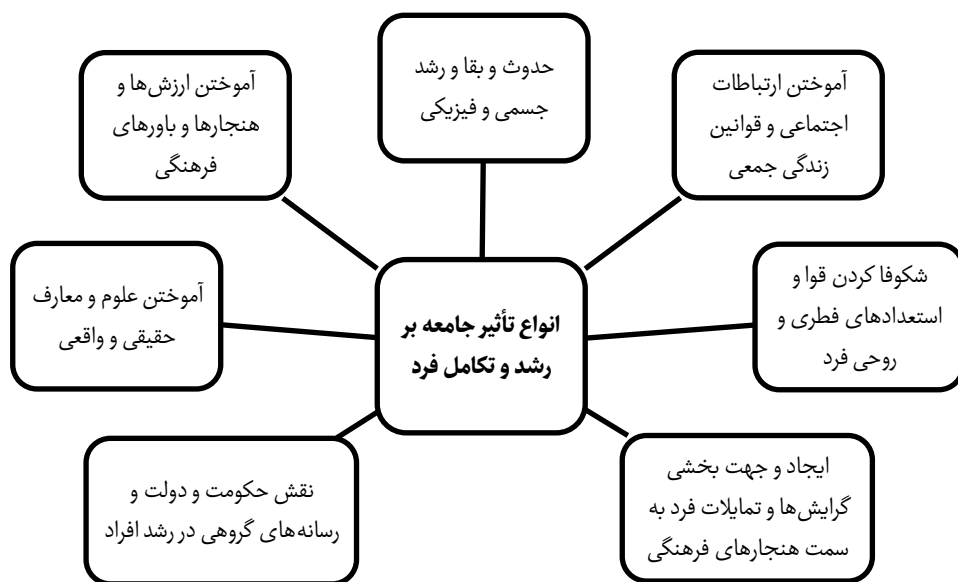 حدوث و بقا و رشد
جسمی و فیزیکی
آموختن ارتباطات
اجتماعی و قوانین
زندگی جمعی
آموختن ارزش‌ها و
هنجارها و باورهای
فرهنگی
شکوفا کردن قوا و
استعدادهای فطری و
روحی فرد
آموختن علوم و معارف
حقیقی و واقعی
انواع تأثیر جامعه بر
رشد و تکامل فرد
ایجاد و جهت بخشی
گرایش‌ها و تمایلات فرد به
سمت هنجارهای فرهنگی
نقش حکومت و دولت و
رسانه‌های گروهی در رشد افراد